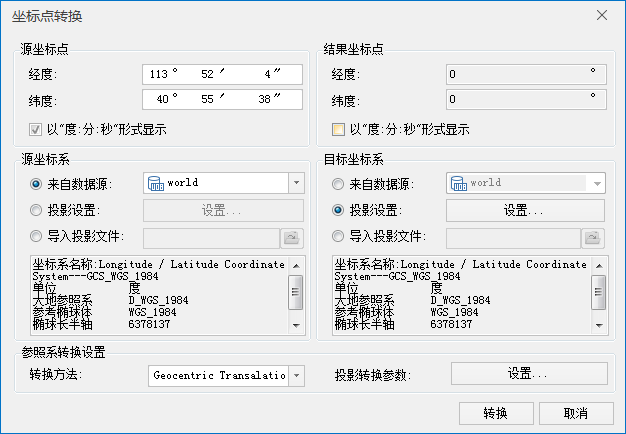 坐标点转换
源坐标点
经度: 113 ° 52 ′ 4 ″
纬度: 40 ° 55 ′ 38 ″
以"度:分:秒"形式显示
结果坐标点
经度: 0 °
纬度: 0 °
以"度:分:秒"形式显示
源坐标系
来自数据源: world
投影设置: 设置...
导入投影文件:
坐标系名称:Longitude / Latitude Coordinate
System---GCS_WGS_1984
单位 度
大地参照系 D_WGS_1984
参考椭球体 WGS_1984
椭球长半轴 6378137
目标坐标系
来自数据源: world
投影设置: 设置...
导入投影文件:
坐标系名称:Longitude / Latitude Coordinate
System---GCS_WGS_1984
单位 度
大地参照系 D_WGS_1984
参考椭球体 WGS_1984
椭球长半轴 6378137
参照系转换设置
转换方法: Geocentric Transalatio
投影转换参数: 设置...
转换 取消